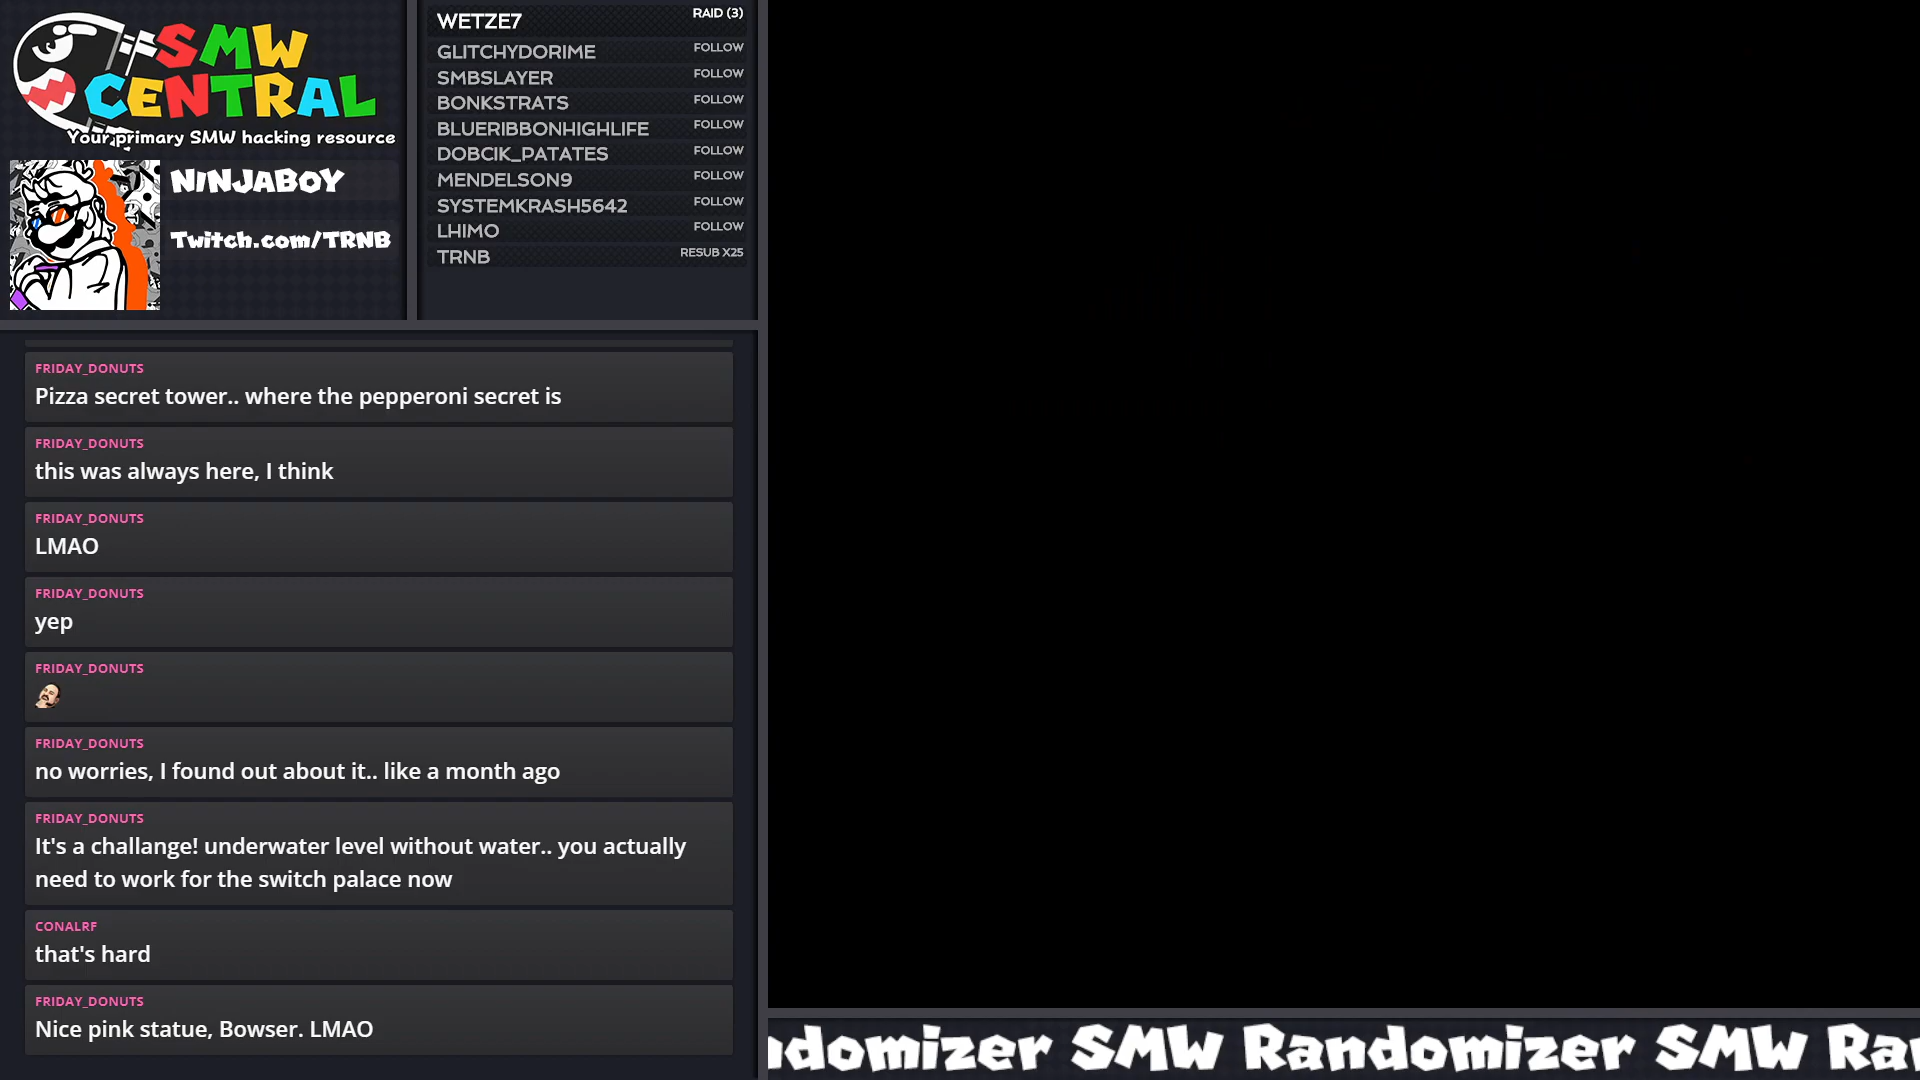 SMW
CENTRAL
Your primary SMW hacking resource
NINJABOY
Twitch.com/TRNB
WETZE7 RAID (3)
GLITCHYDORIME FOLLOW
SMBSLAYER FOLLOW
BONKSTRATS FOLLOW
BLUERIBBONHIGHLIFE FOLLOW
DOBCIK_PATATES FOLLOW
MENDELSON9 FOLLOW
SYSTEMKRASH5642 FOLLOW
LHIMO FOLLOW
TRNB RESUB X25
FRIDAY_DONUTS
Pizza secret tower.. where the pepperoni secret is
FRIDAY_DONUTS
this was always here, I think
FRIDAY_DONUTS
LMAO
FRIDAY_DONUTS
yep
FRIDAY_DONUTS
FRIDAY_DONUTS
no worries, I found out about it.. like a month ago
FRIDAY_DONUTS
It's a challange! underwater level without water.. you actually
need to work for the switch palace now
CONALRF
that's hard
FRIDAY_DONUTS
Nice pink statue, Bowser. LMAO
ndomizer SMW Randomizer SMW Ran